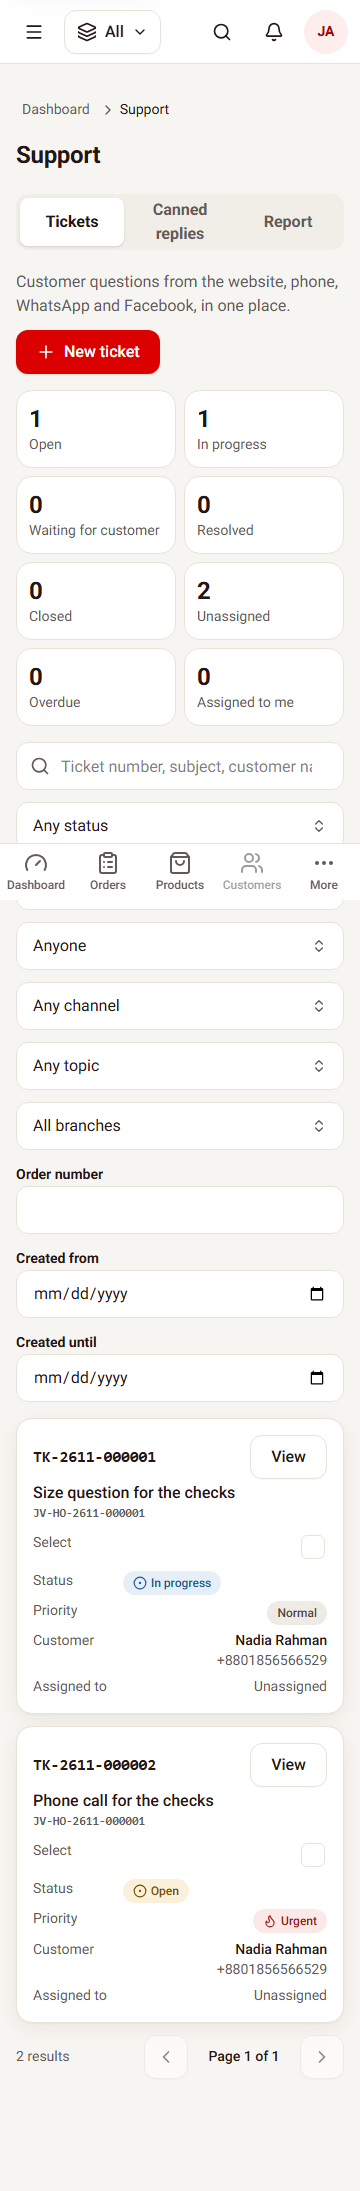 All
JA
Dashboard
Support
Support
Tickets
Canned
replies
Report
Customer questions from the website, phone,
WhatsApp and Facebook, in one place.
New ticket
1
Open
1
In progress
0
Waiting for customer
0
Resolved
0
Closed
2
Unassigned
0
Overdue
0
Assigned to me
Ticket number, subject, customer na
Any status
Dashboard
Orders
Products
Customers
More
Anyone
Any channel
Any topic
All branches
Order number
Created from
mm/dd/yyyy
Created until
mm/dd/yyyy
TK-2611-000001
View
Size question for the checks
JV-HO-2611-000001
Select
Status
In progress
Priority
Normal
Customer
Nadia Rahman
+8801856566529
Assigned to
Unassigned
TK-2611-000002
View
Phone call for the checks
JV-HO-2611-000001
Select
Status
Open
Priority
Urgent
Customer
Nadia Rahman
+8801856566529
Assigned to
Unassigned
2 results
Page 1 of 1